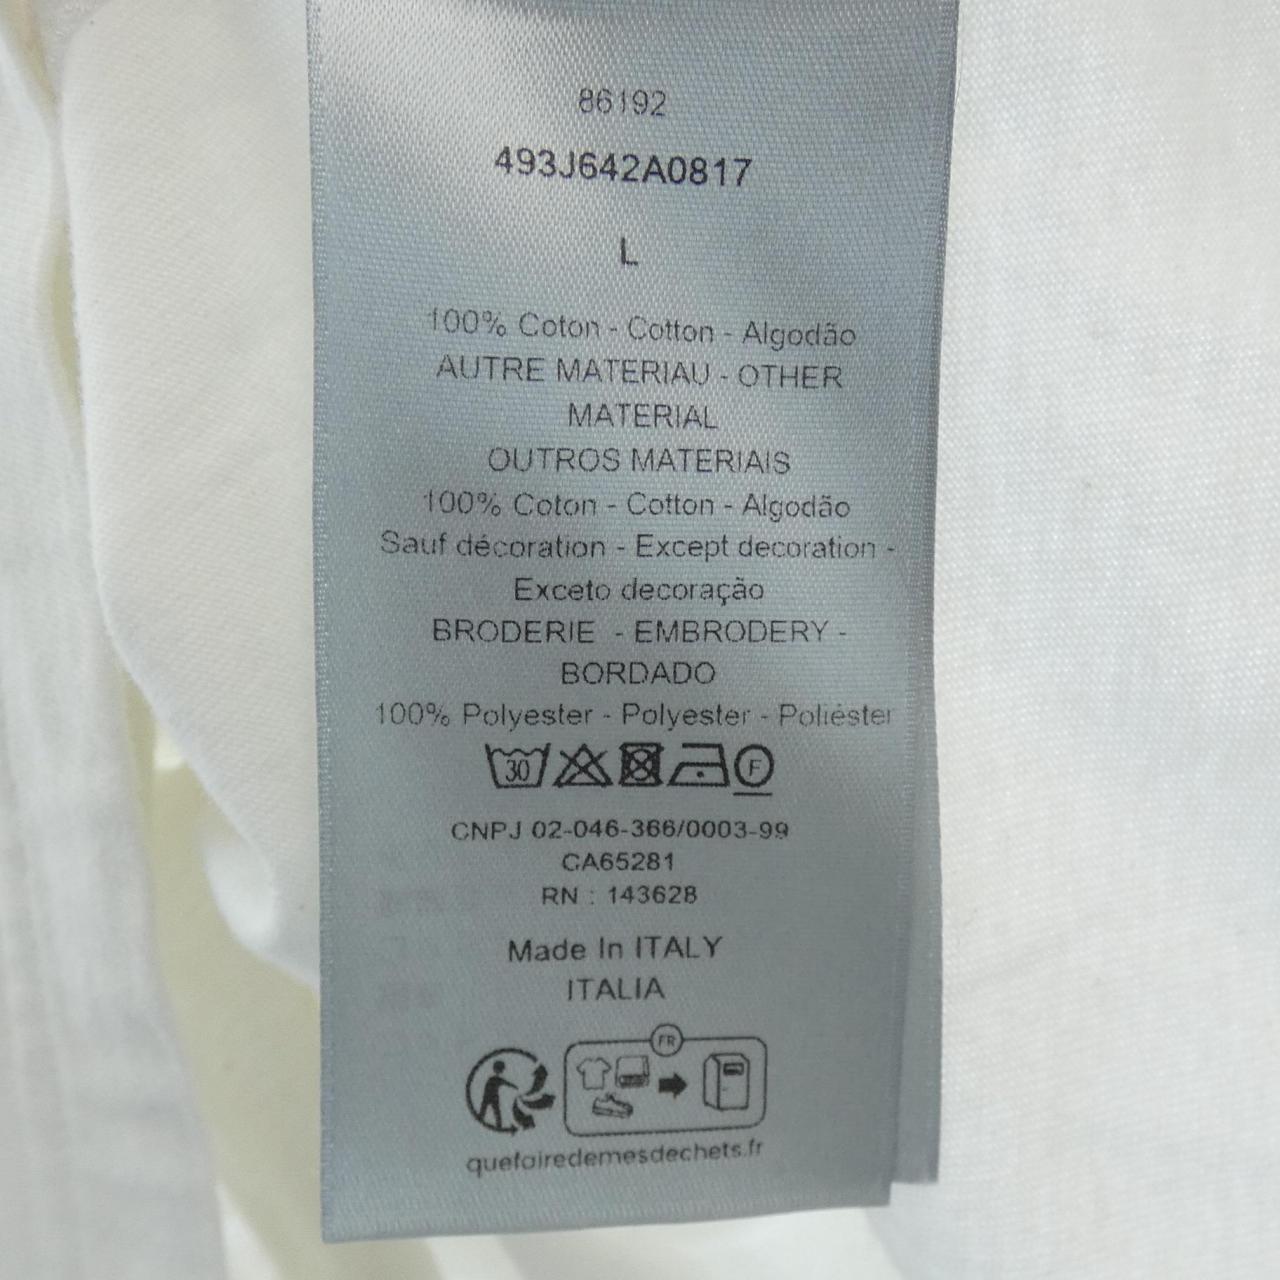 86192
493J642A0817
L
100% Coton - Cotton - Algodão
AUTRE MATERIAU - OTHER
MATERIAL
OUTROS MATERIAIS
100% Coton - Cotton - Algodão
Sauf décoration - Except decoration -
Exceto decoração
BRODERIE - EMBRODERY -
BORDADO
100% Polyester - Polyester - Poliéster
30 F
CNPJ 02-046-366/0003-99
CA65281
RN : 143628
Made In ITALY
ITALIA
FR
quefairedemesdechets.fr